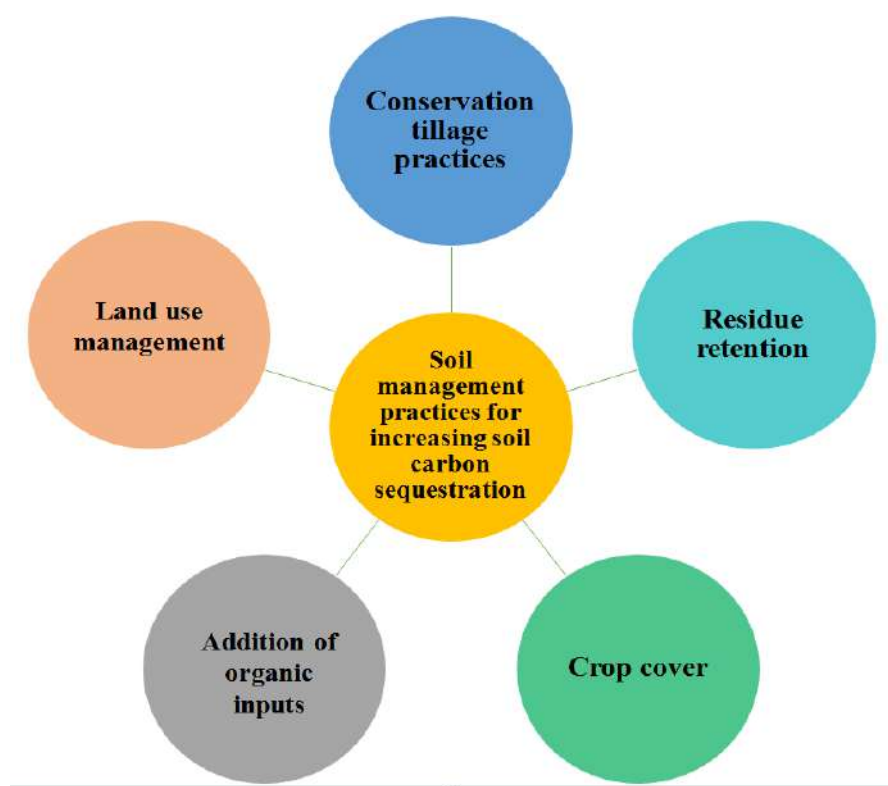 Conservation
tillage
practices
Land use
management
Residue
retention
Soil
management
practices for
increasing soil
carbon
sequestration
Addition of
organic
inputs
Crop cover